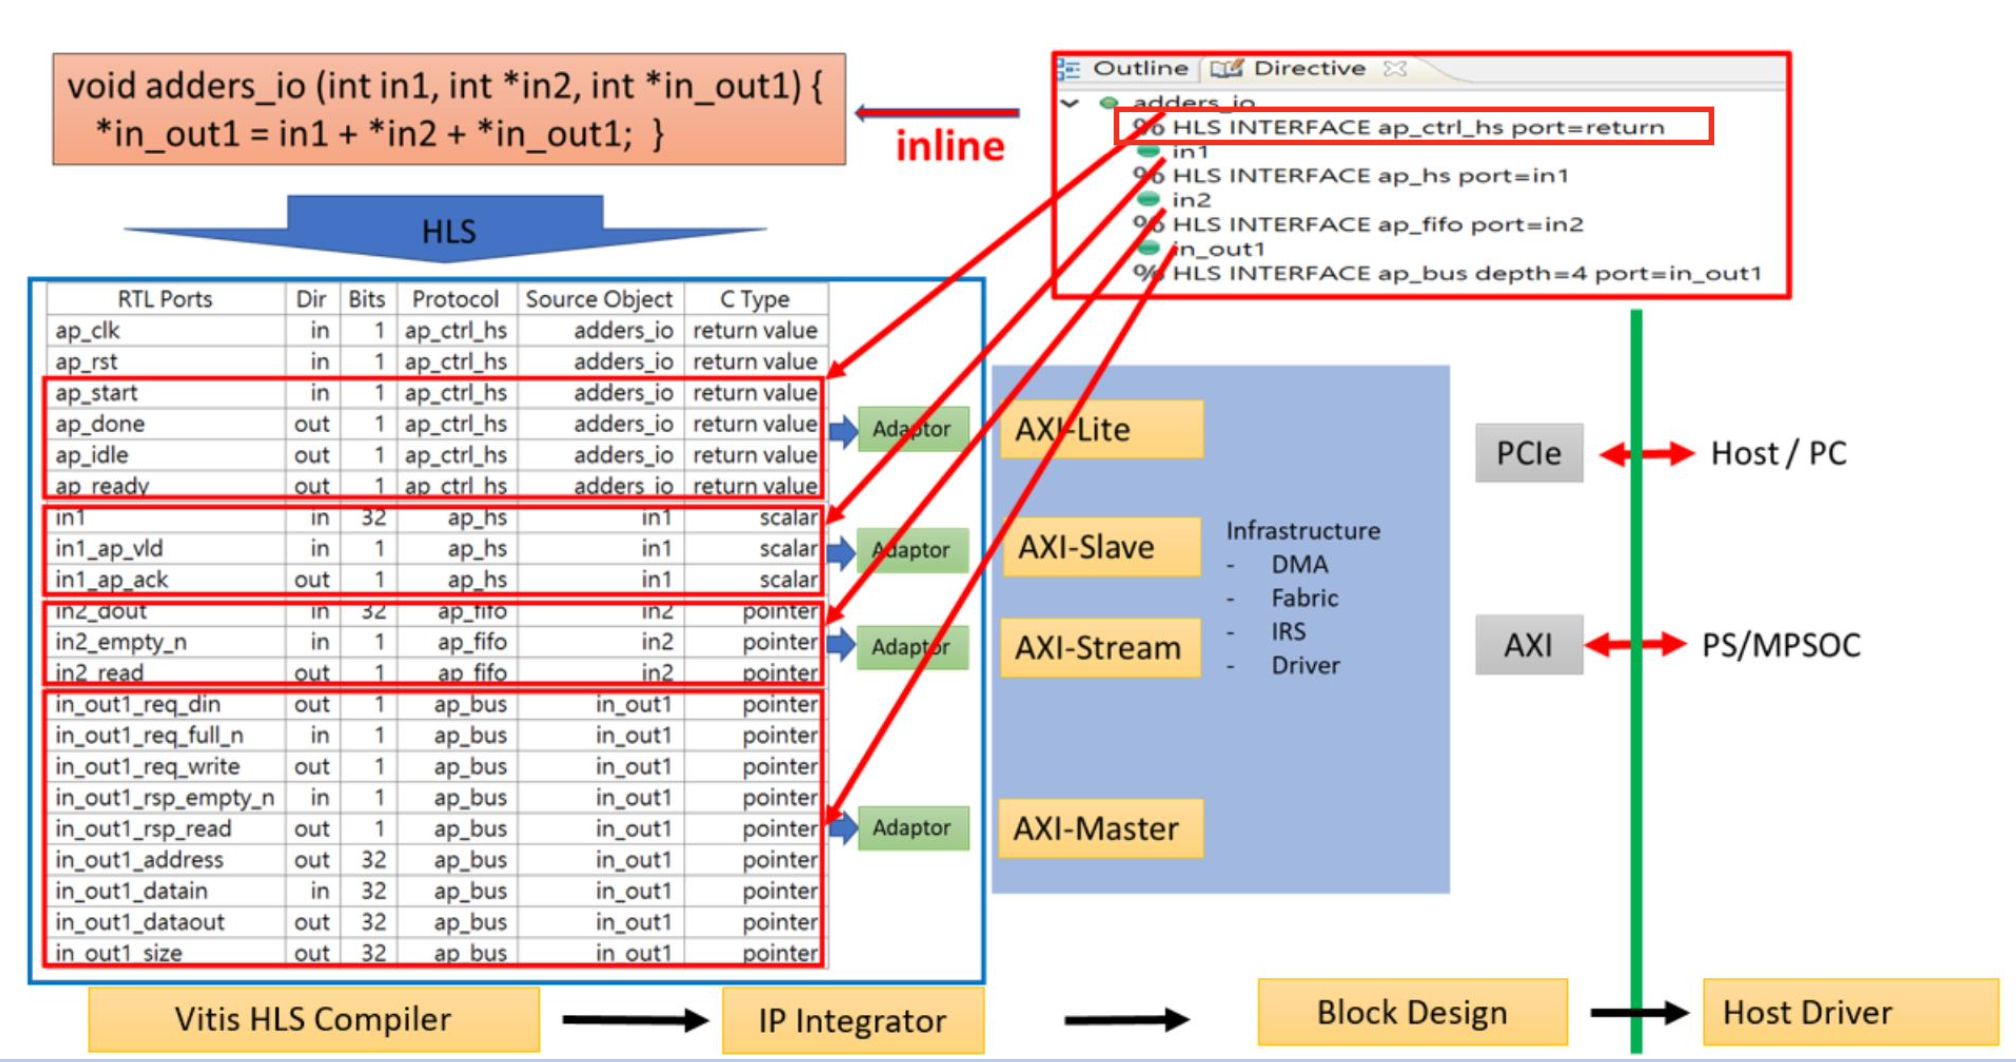 void adders_io (int in1, int *in2, int *in_out1) {
*in_out1 = in1 + *in2 + *in_out1; }
inline
Outline Directive
adders_io
% HLS INTERFACE ap_ctrl_hs port=return
in1
% HLS INTERFACE ap_hs port=in1
in2
% HLS INTERFACE ap_fifo port=in2
in_out1
% HLS INTERFACE ap_bus depth=4 port=in_out1
HLS
RTL Ports Dir Bits Protocol Source Object C Type
ap_clk in 1 ap_ctrl_hs adders_io return value
ap_rst in 1 ap_ctrl_hs adders_io return value
ap_start in 1 ap_ctrl_hs adders_io return value
ap_done out 1 ap_ctrl_hs adders_io return value
ap_idle out 1 ap_ctrl_hs adders_io return value
ap_ready out 1 ap_ctrl_hs adders_io return value
in1 in 32 ap_hs in1 scalar
in1_ap_vld in 1 ap_hs in1 scalar
in1_ap_ack out 1 ap_hs in1 scalar
in2_dout in 32 ap_fifo in2 pointer
in2_empty_n in 1 ap_fifo in2 pointer
in2_read out 1 ap_fifo in2 pointer
in_out1_req_din out 1 ap_bus in_out1 pointer
in_out1_req_full_n in 1 ap_bus in_out1 pointer
in_out1_req_write out 1 ap_bus in_out1 pointer
in_out1_rsp_empty_n in 1 ap_bus in_out1 pointer
in_out1_rsp_read out 1 ap_bus in_out1 pointer
in_out1_address out 32 ap_bus in_out1 pointer
in_out1_datain in 32 ap_bus in_out1 pointer
in_out1_dataout out 32 ap_bus in_out1 pointer
in_out1_size out 32 ap_bus in_out1 pointer
Adaptor
Adaptor
Adaptor
Adaptor
AXI-Lite
AXI-Slave
AXI-Stream
AXI-Master
Infrastructure
- DMA
- Fabric
- IRS
- Driver
PCIe
Host / PC
AXI
PS/MPSOC
Vitis HLS Compiler
IP Integrator
Block Design
Host Driver